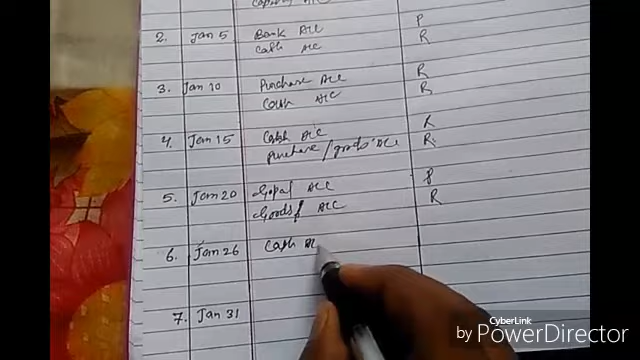 2. Jan 5 Bank A/c P
Cash A/c R
3. Jan 10 Purchase A/c R
Cash A/c R
4. Jan 15 Cash A/c R
Purchase/goods A/c R
5. Jan 20 Gopal A/c P
Goods A/c R
6. Jan 26 Cash A/c
7. Jan 31
CyberLink
by PowerDirector